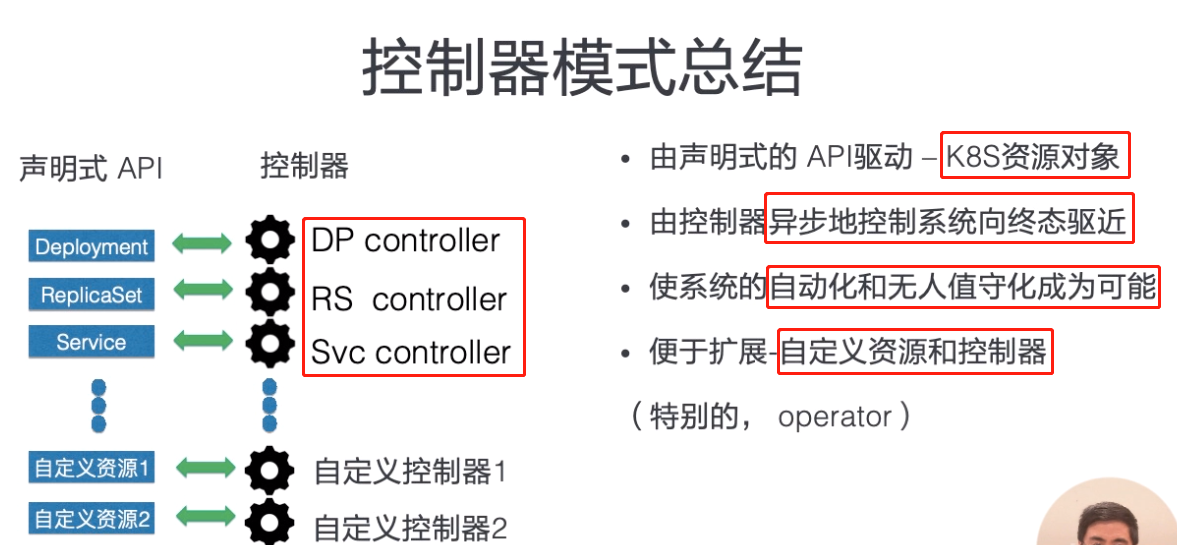 控制器模式总结
声明式 API
控制器
Deployment
DP controller
ReplicaSet
RS controller
Service
Svc controller
自定义资源1
自定义控制器1
自定义资源2
自定义控制器2
• 由声明式的 API驱动 – K8S资源对象
• 由控制器异步地控制系统向终态驱近
• 使系统的自动化和无人值守化成为可能
• 便于扩展-自定义资源和控制器
（特别的， operator）